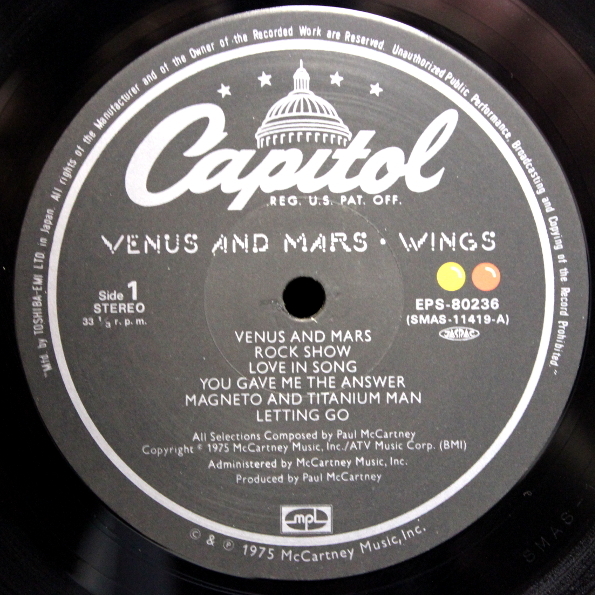 "Mfd. by TOSHIBA-EMI LTD. in Japan. All rights of the Manufacturer and of the Owner of the Recorded Work are Reserved. Unauthorized Public Performance Broadcasting and Copying of the Record Prohibited."
Capitol
REG. U.S. PAT. OFF.
VENUS AND MARS • WINGS
Side 1
STEREO
33 1/3 r.p.m.
EPS-80236
(SMAS-11419-A)
JASRAC
VENUS AND MARS
ROCK SHOW
LOVE IN SONG
YOU GAVE ME THE ANSWER
MAGNETO AND TITANIUM MAN
LETTING GO
All Selections Composed by Paul McCartney
Copyright © 1975 McCartney Music, Inc./ATV Music Corp. (BMI)
Administered by McCartney Music, Inc.
Produced by Paul McCartney
mpl
© & ℗ 1975 McCartney Music, Inc.
SMAS